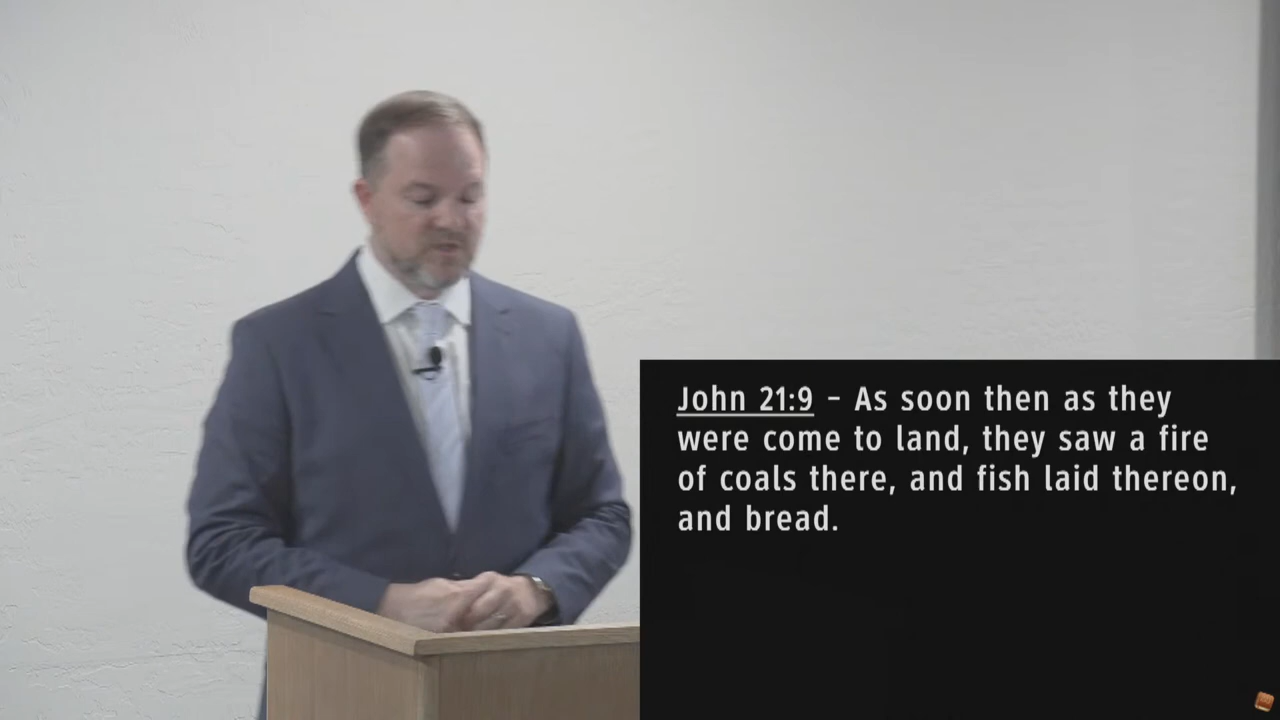 John 21:9 – As soon then as they
were come to land, they saw a fire
of coals there, and fish laid thereon,
and bread.